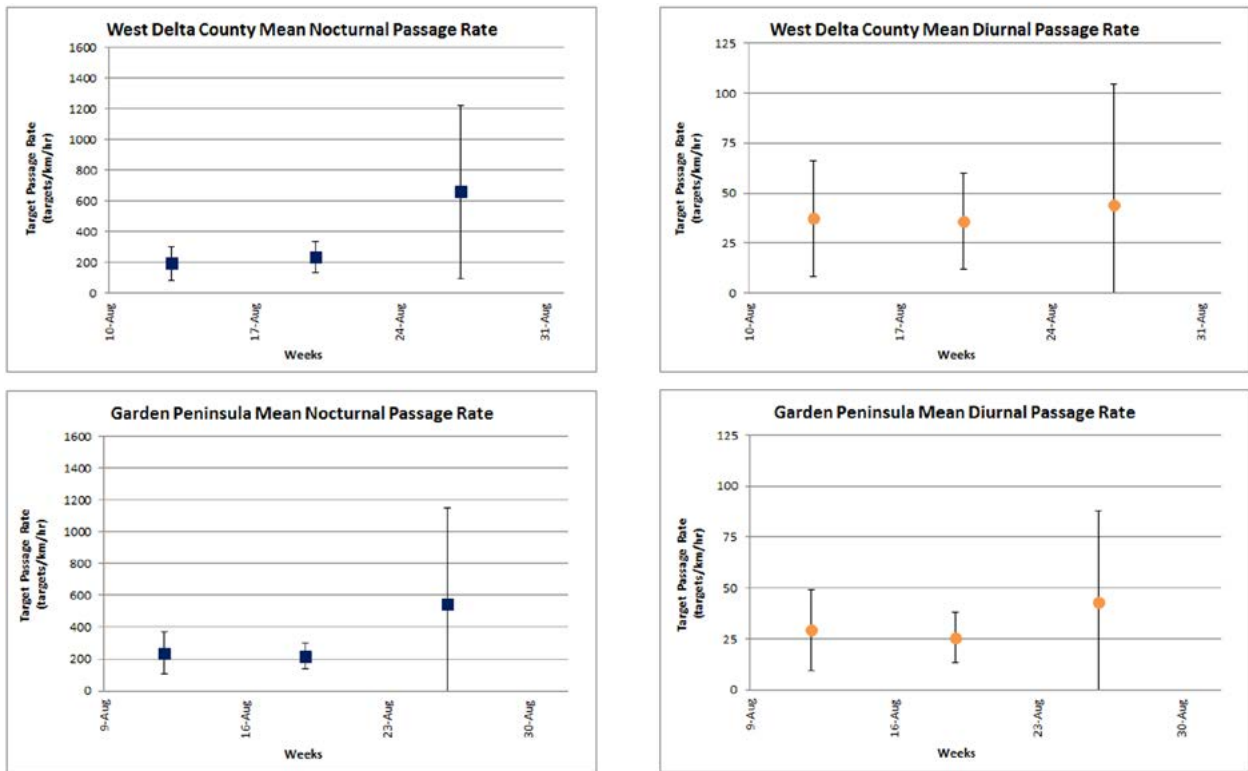 West Delta County Mean Nocturnal Passage Rate
Target Passage Rate
(targets/km/hr)
1600
1400
1200
1000
800
600
400
200
0
10-Aug
17-Aug
24-Aug
31-Aug
Weeks
West Delta County Mean Diurnal Passage Rate
Target Passage Rate
(targets/km/hr)
125
100
75
50
25
0
10-Aug
17-Aug
24-Aug
31-Aug
Weeks
Garden Peninsula Mean Nocturnal Passage Rate
Target Passage Rate
(targets/km/hr)
1600
1400
1200
1000
800
600
400
200
0
9-Aug
16-Aug
23-Aug
30-Aug
Weeks
Garden Peninsula Mean Diurnal Passage Rate
Target Passage Rate
(targets/km/hr)
125
100
75
50
25
0
9-Aug
16-Aug
23-Aug
30-Aug
Weeks